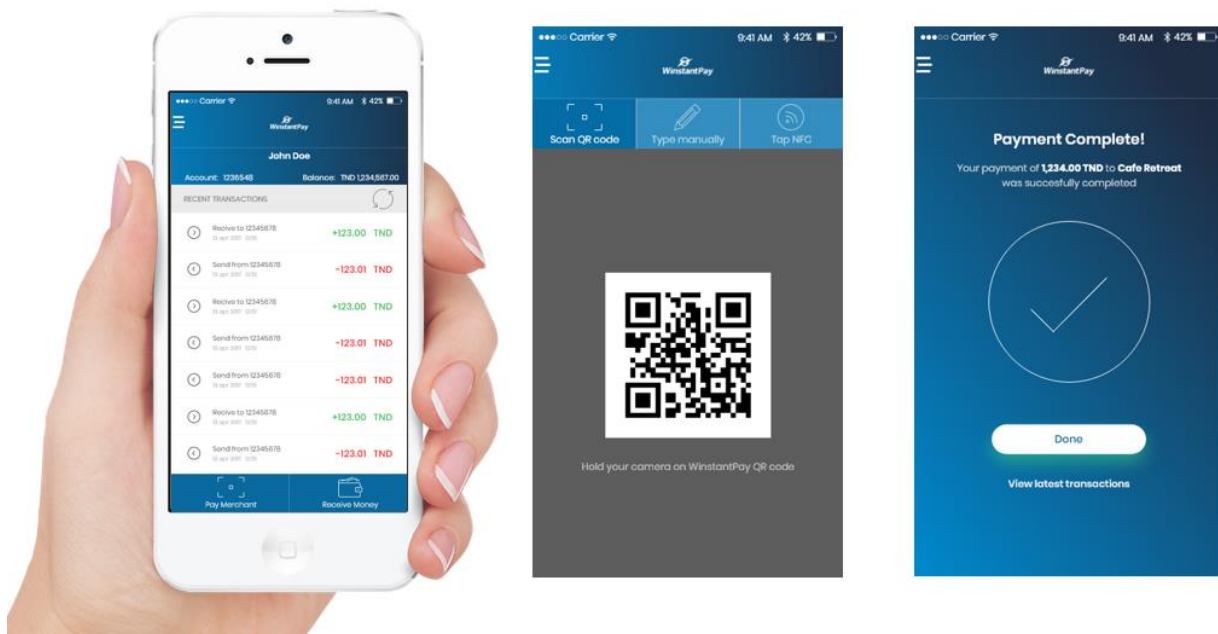 Carrier
9:41 AM 42%
WinstantPay
John Doe
Account: 1236548 Balance: TND 1,234,567.00
RECENT TRANSACTIONS
Recive to 12345678 +123.00 TND
Send from 12345678 -123.01 TND
Recive to 12345678 +123.00 TND
Send from 12345678 -123.01 TND
Send from 12345678 -123.01 TND
Recive to 12345678 +123.00 TND
Send from 12345678 -123.01 TND
Pay Merchant Receive Money
Carrier 9:41 AM 42%
WinstantPay
Scan QR code Type manually Tap NFC
Hold your camera on WinstantPay QR code
Carrier 9:41 AM 42%
WinstantPay
Payment Complete!
Your payment of 1,234.00 TND to Cafe Retreat
was succesfully completed
Done
View latest transactions